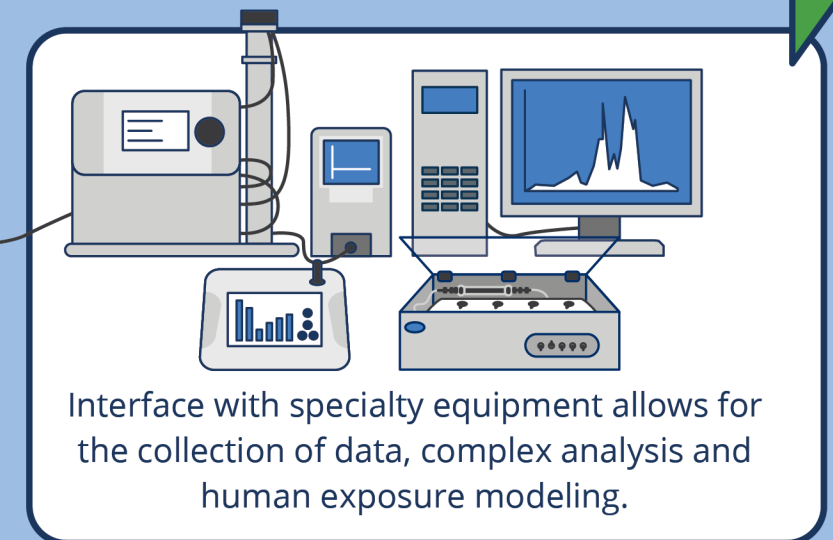 Interface with specialty equipment allows for
the collection of data, complex analysis and
human exposure modeling.